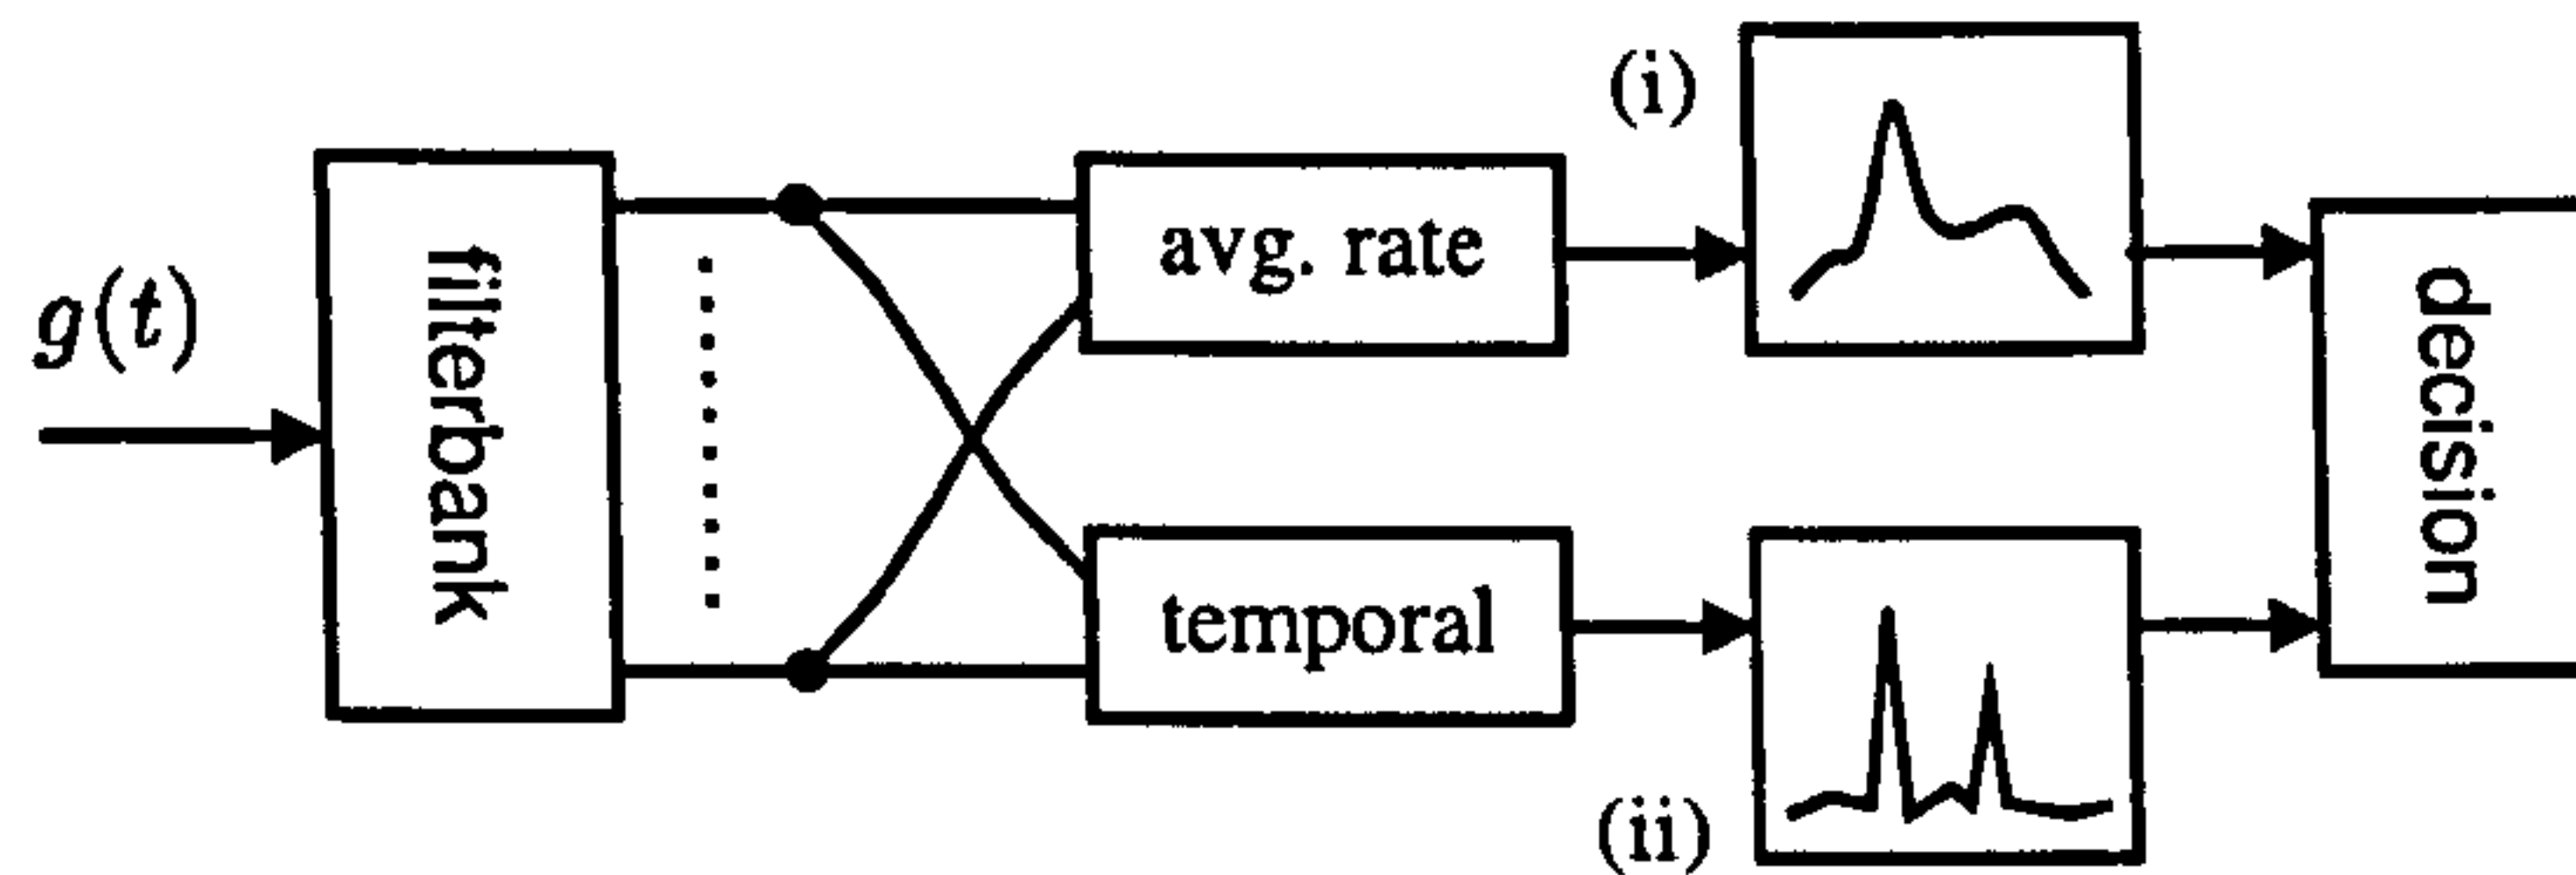 g(t)
filterbank
avg. rate
temporal
(i)
(ii)
decision